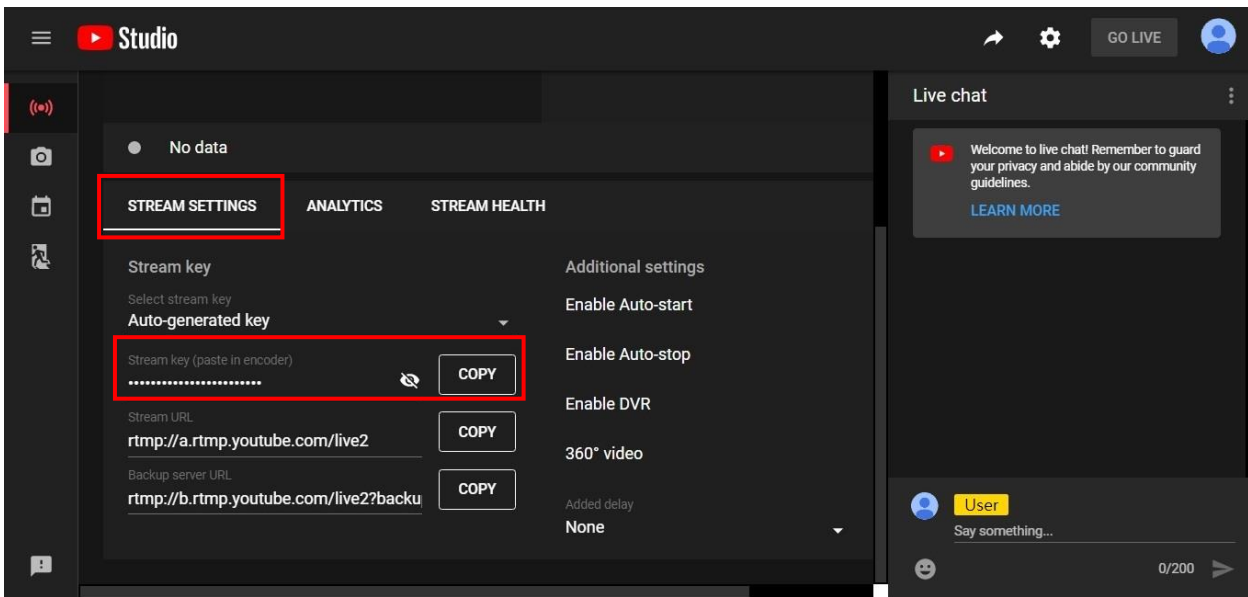 Studio
GO LIVE
No data
STREAM SETTINGS
ANALYTICS
STREAM HEALTH
Stream key
Select stream key
Auto-generated key
Stream key (paste in encoder)
••••••••••••••••••••••••
COPY
Stream URL
rtmp://a.rtmp.youtube.com/live2
COPY
Backup server URL
rtmp://b.rtmp.youtube.com/live2?backu
COPY
Additional settings
Enable Auto-start
Enable Auto-stop
Enable DVR
360° video
Added delay
None
Live chat
Welcome to live chat! Remember to guard
your privacy and abide by our community
guidelines.
LEARN MORE
User
Say something...
0/200